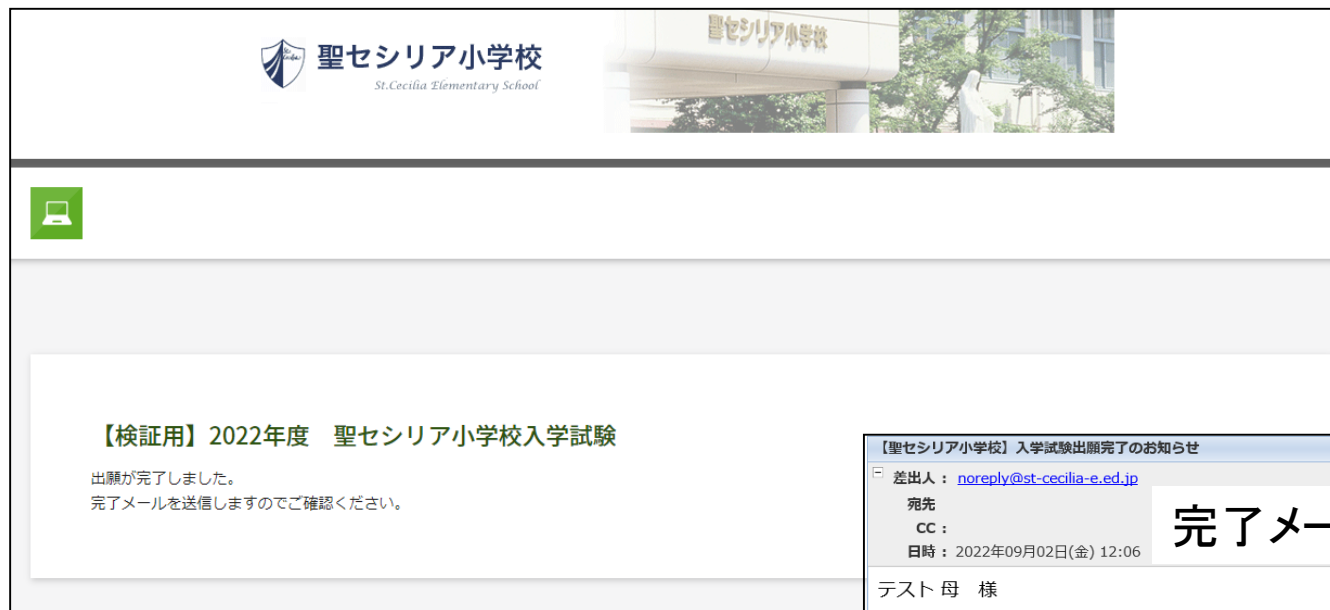 聖セシリア小学校
St.Cecilia Elementary School
聖セシリア小学校
【検証用】2022年度　聖セシリア小学校入学試験
出願が完了しました。
完了メールを送信しますのでご確認ください。
【聖セシリア小学校】入学試験出願完了のお知らせ
差出人： noreply@st-cecilia-e.ed.jp
宛先
CC：
日時：2022年09月02日(金) 12:06
完了メー
テスト 母　様